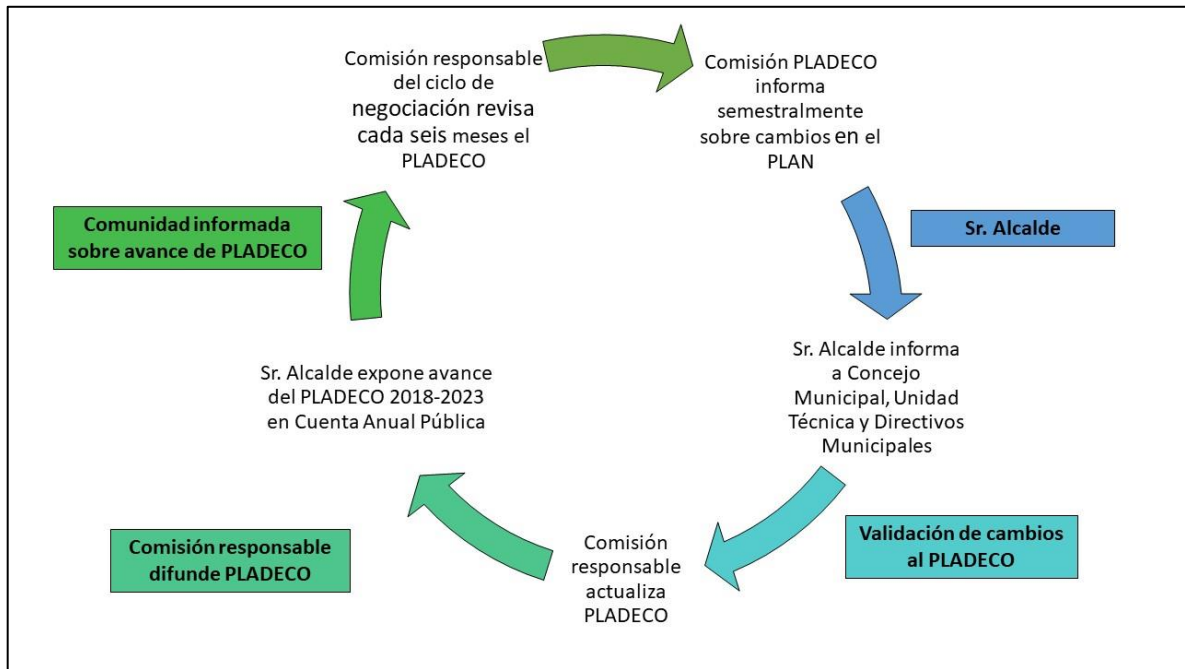 Comisión responsable
del ciclo de
negociación revisa
cada seis meses el
PLADECO
Comisión PLADECO
informa
semestralmente
sobre cambios en el
PLAN
Sr. Alcalde
Sr. Alcalde informa
a Concejo
Municipal, Unidad
Técnica y Directivos
Municipales
Validación de cambios
al PLADECO
Comisión
responsable
actualiza
PLADECO
Comisión responsable
difunde PLADECO
Sr. Alcalde expone avance
del PLADECO 2018-2023
en Cuenta Anual Pública
Comunidad informada
sobre avance de PLADECO